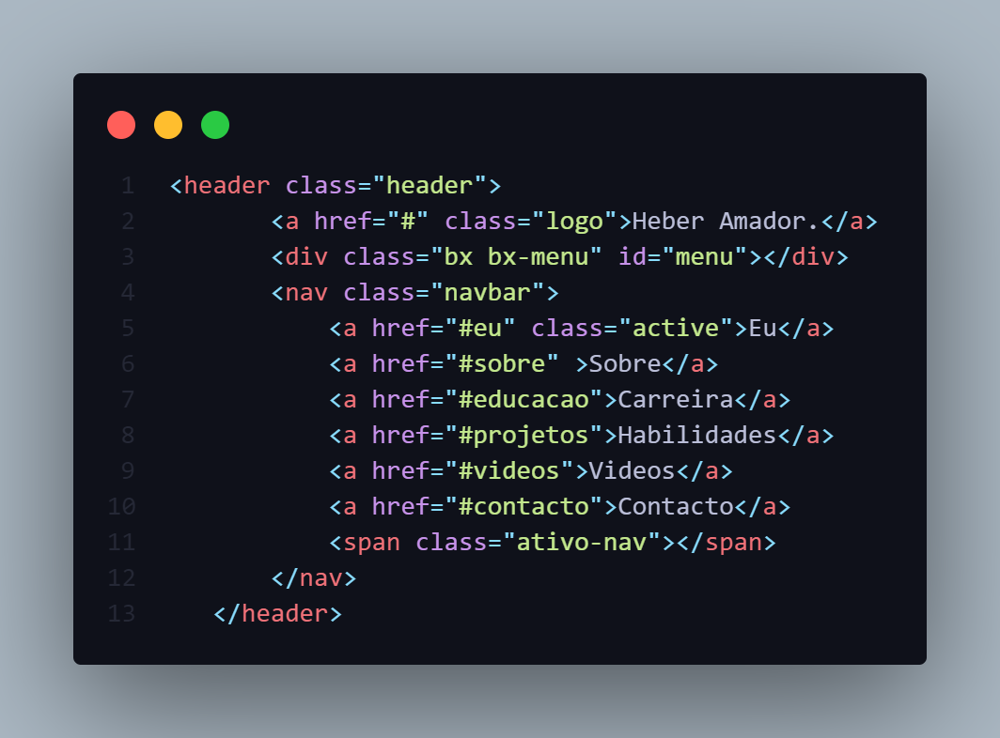 1 <header class="header">
2 <a href="#" class="logo">Heber Amador.</a>
3 <div class="bx bx-menu" id="menu"></div>
4 <nav class="navbar">
5 <a href="#eu" class="active">Eu</a>
6 <a href="#sobre" >Sobre</a>
7 <a href="#educacao">Carreira</a>
8 <a href="#projetos">Habilidades</a>
9 <a href="#videos">Videos</a>
10 <a href="#contacto">Contacto</a>
11 <span class="ativo-nav"></span>
12 </nav>
13 </header>